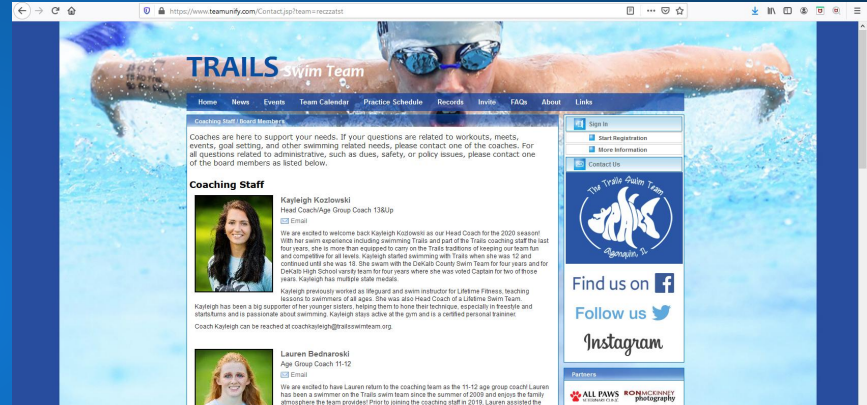 https://www.teamunify.com/Contact.jsp?team=reczzatst
TRAILS Swim Team
Home News Events Team Calendar Practice Schedule Records Invite FAQs About Links
Coaching Staff / Board Members
Coaches are here to support your needs. If your questions are related to workouts, meets,
events, goal setting, and other swimming related needs, please contact one of the coaches. For
all questions related to administrative, such as dues, safety, or policy issues, please contact one
of the board members as listed below.
Coaching Staff
Kayleigh Kozlowski
Head Coach/Age Group Coach 13&Up
Email
We are excited to welcome back Kayleigh Kozlowski as our Head Coach for the 2020 season!
With her swim experience including swimming Trails and part of the Trails coaching staff the last
four years, she is more than equipped to carry on the Trails traditions of keeping our team fun
and competitive for all levels. Kayleigh started swimming with Trails when she was 12 and
continued until she was 18. She swam with the DeKalb County Swim Team for four years and for
DeKalb High School varsity team for four years where she was voted Captain for two of those
years. Kayleigh has multiple state medals.
Kayleigh previously worked as lifeguard and swim instructor for Lifetime Fitness, teaching
lessons to swimmers of all ages. She was also Head Coach of a Lifetime Swim Team.
Kayleigh has been a big supporter of her younger sisters, helping them to hone their technique, especially in freestyle and
starts/turns and is passionate about swimming. Kayleigh stays active at the gym and is a certified personal traininer.
Coach Kayleigh can be reached at coachkayleigh@trailsswimteam.org.
Lauren Bednaroski
Age Group Coach 11-12
Email
We are excited to have Lauren return to the coaching team as the 11-12 age group coach! Lauren
has been a swimmer on the Trails swim team since the summer of 2009 and enjoys the family
atmosphere the team provides! Prior to joining the coaching staff in 2019, Lauren assisted the
Sign In
Start Registration
More Information
Contact Us
The Trails Swim Team
TRAILS
Algonquin, IL
Find us on f
Follow us
Instagram
Partners
ALL PAWS
RONMCKINNEY
photography